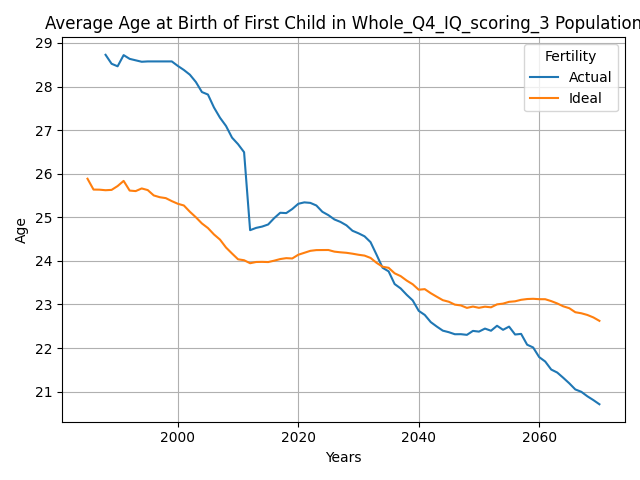 Average Age at Birth of First Child in Whole_Q4_IQ_scoring_3 Population
Fertility
Actual
Ideal
Age
29
28
27
26
25
24
23
22
21
2000 2020 2040 2060
Years